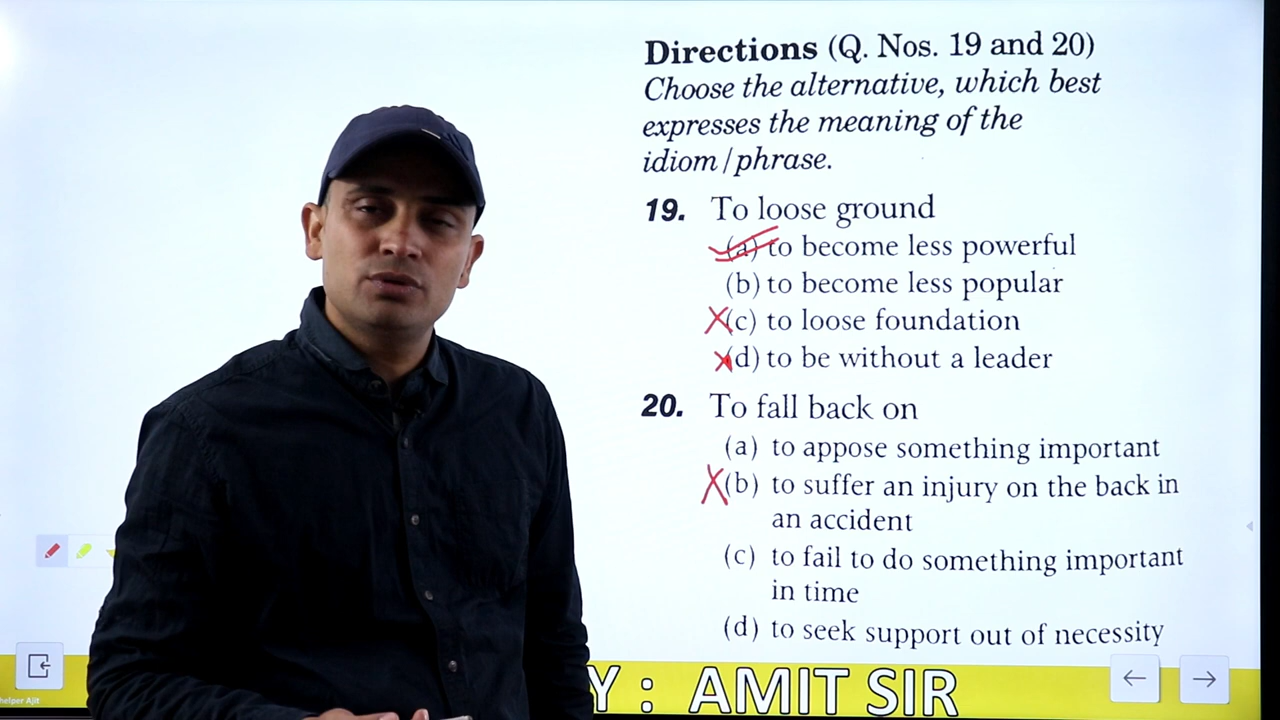 Directions (Q. Nos. 19 and 20)
Choose the alternative, which best
expresses the meaning of the
idiom/phrase.
19. To loose ground
(a) to become less powerful
(b) to become less popular
(c) to loose foundation
(d) to be without a leader
20. To fall back on
(a) to appose something important
(b) to suffer an injury on the back in
an accident
(c) to fail to do something important
in time
(d) to seek support out of necessity
Y : AMIT SIR
helper Ajit